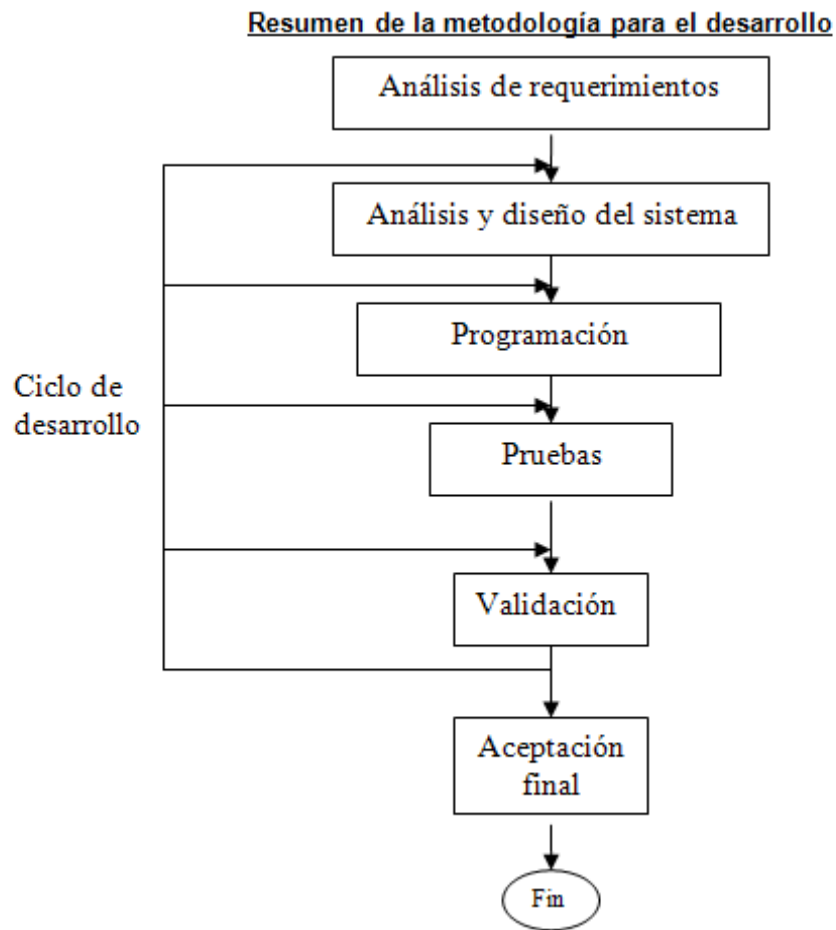 Resumen de la metodología para el desarrollo
Análisis de requerimientos
Análisis y diseño del sistema
Programación
Ciclo de
desarrollo
Pruebas
Validación
Aceptación
final
Fin